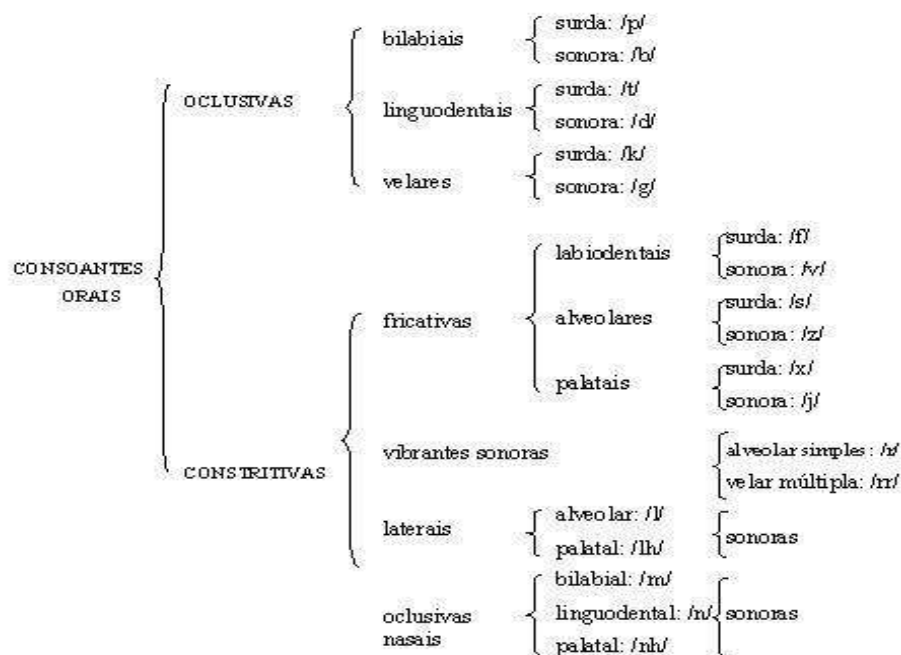 surda: /p/
bilabiais
sonora: /b/
OCLUSIVAS
surda: /t/
linguodentais
sonora: /d/
surda: /k/
velares
sonora: /g/
CONSOANTES
ORAIS
surda: /f/
labiodentais
sonora: /v/
surda: /s/
fricativas
alveolares
sonora: /z/
surda: /x/
palatais
sonora: /j/
CONSTRITIVAS
vibrantes sonoras
alveolar simples: /r/
velar múltipla: /rr/
alveolar: /l/
laterais
sonoras
palatal: /lh/
bilabial: /m/
oclusivas
nasais
linguodental: /n/
sonoras
palatal: /nh/